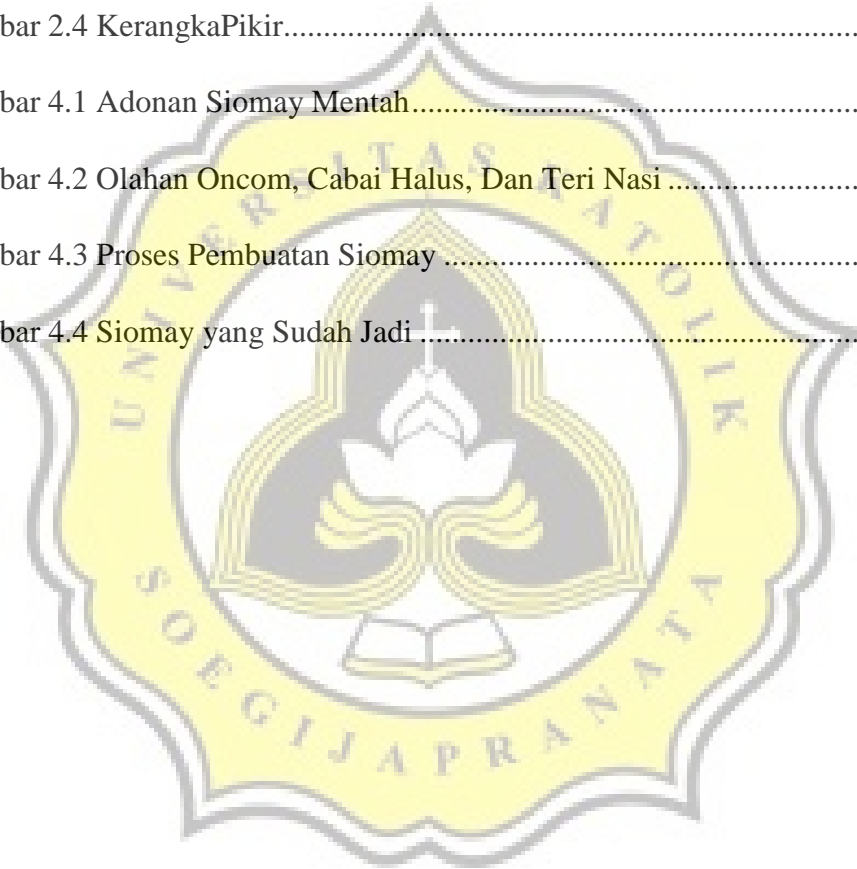 bar 2.4 KerangkaPikir..........................................................................
bar 4.1 Adonan Siomay Mentah.........................................................
bar 4.2 Olahan Oncom, Cabai Halus, Dan Teri Nasi ........................
bar 4.3 Proses Pembuatan Siomay .....................................................
bar 4.4 Siomay yang Sudah Jadi ........................................................
UNIVERSITAS KATOLIK
SOEGIJAPRANATA